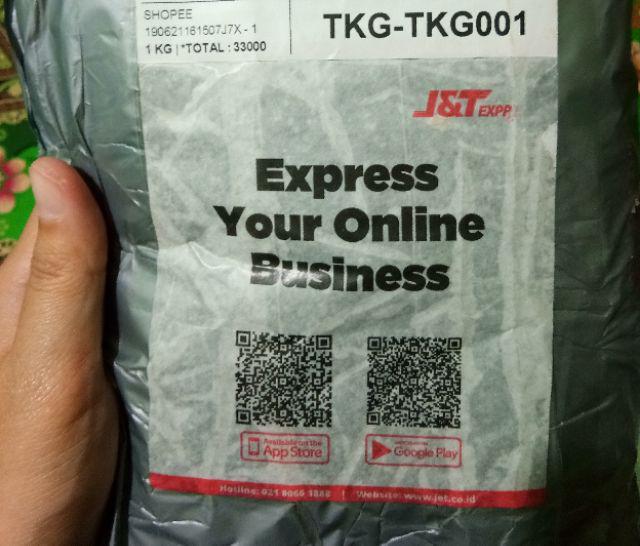 SHOPEE
190621161507J7X - 1
1 KG | *TOTAL : 33000
TKG-TKG001
J&T EXPR
Express
Your Online
Business
Available on the
App Store
Google Play
Hotline: 021 8066 1888 | Website: www.jet.co.id